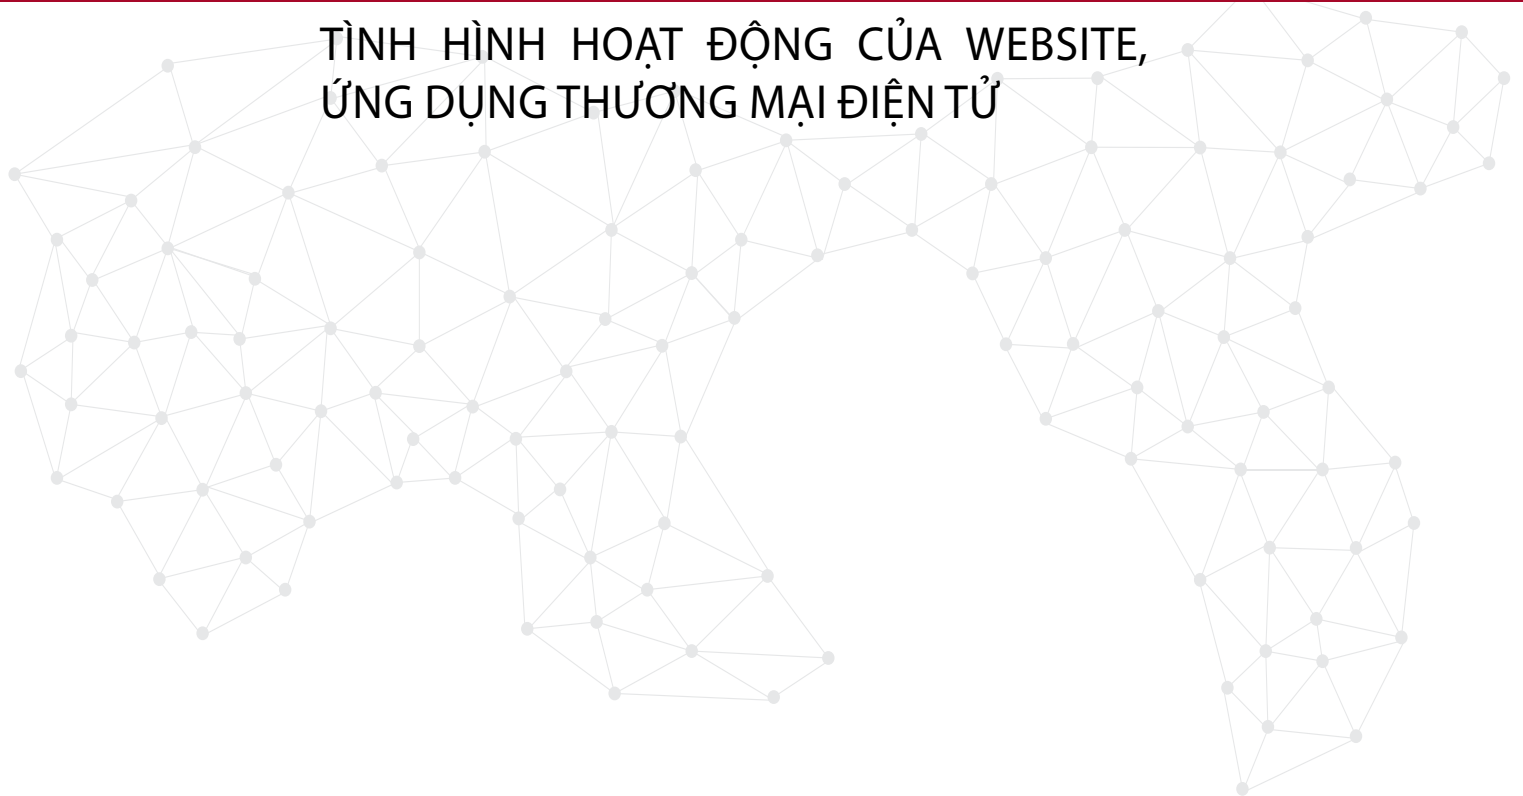 TÌNH HÌNH HOẠT ĐỘNG CỦA WEBSITE,
ỨNG DỤNG THƯƠNG MẠI ĐIỆN TỬ